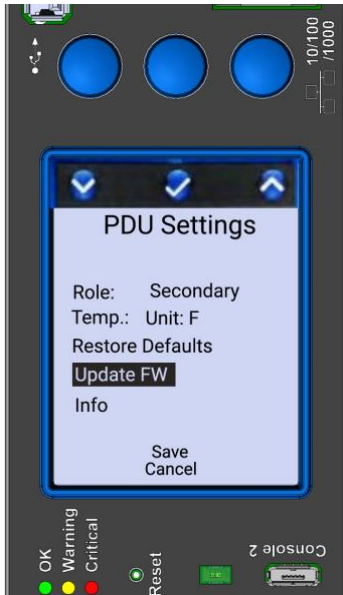 10/100
/1000
PDU Settings
Role: Secondary
Temp.: Unit: F
Restore Defaults
Update FW
Info
Save
Cancel
OK
Warning
Critical
Reset
Console 2